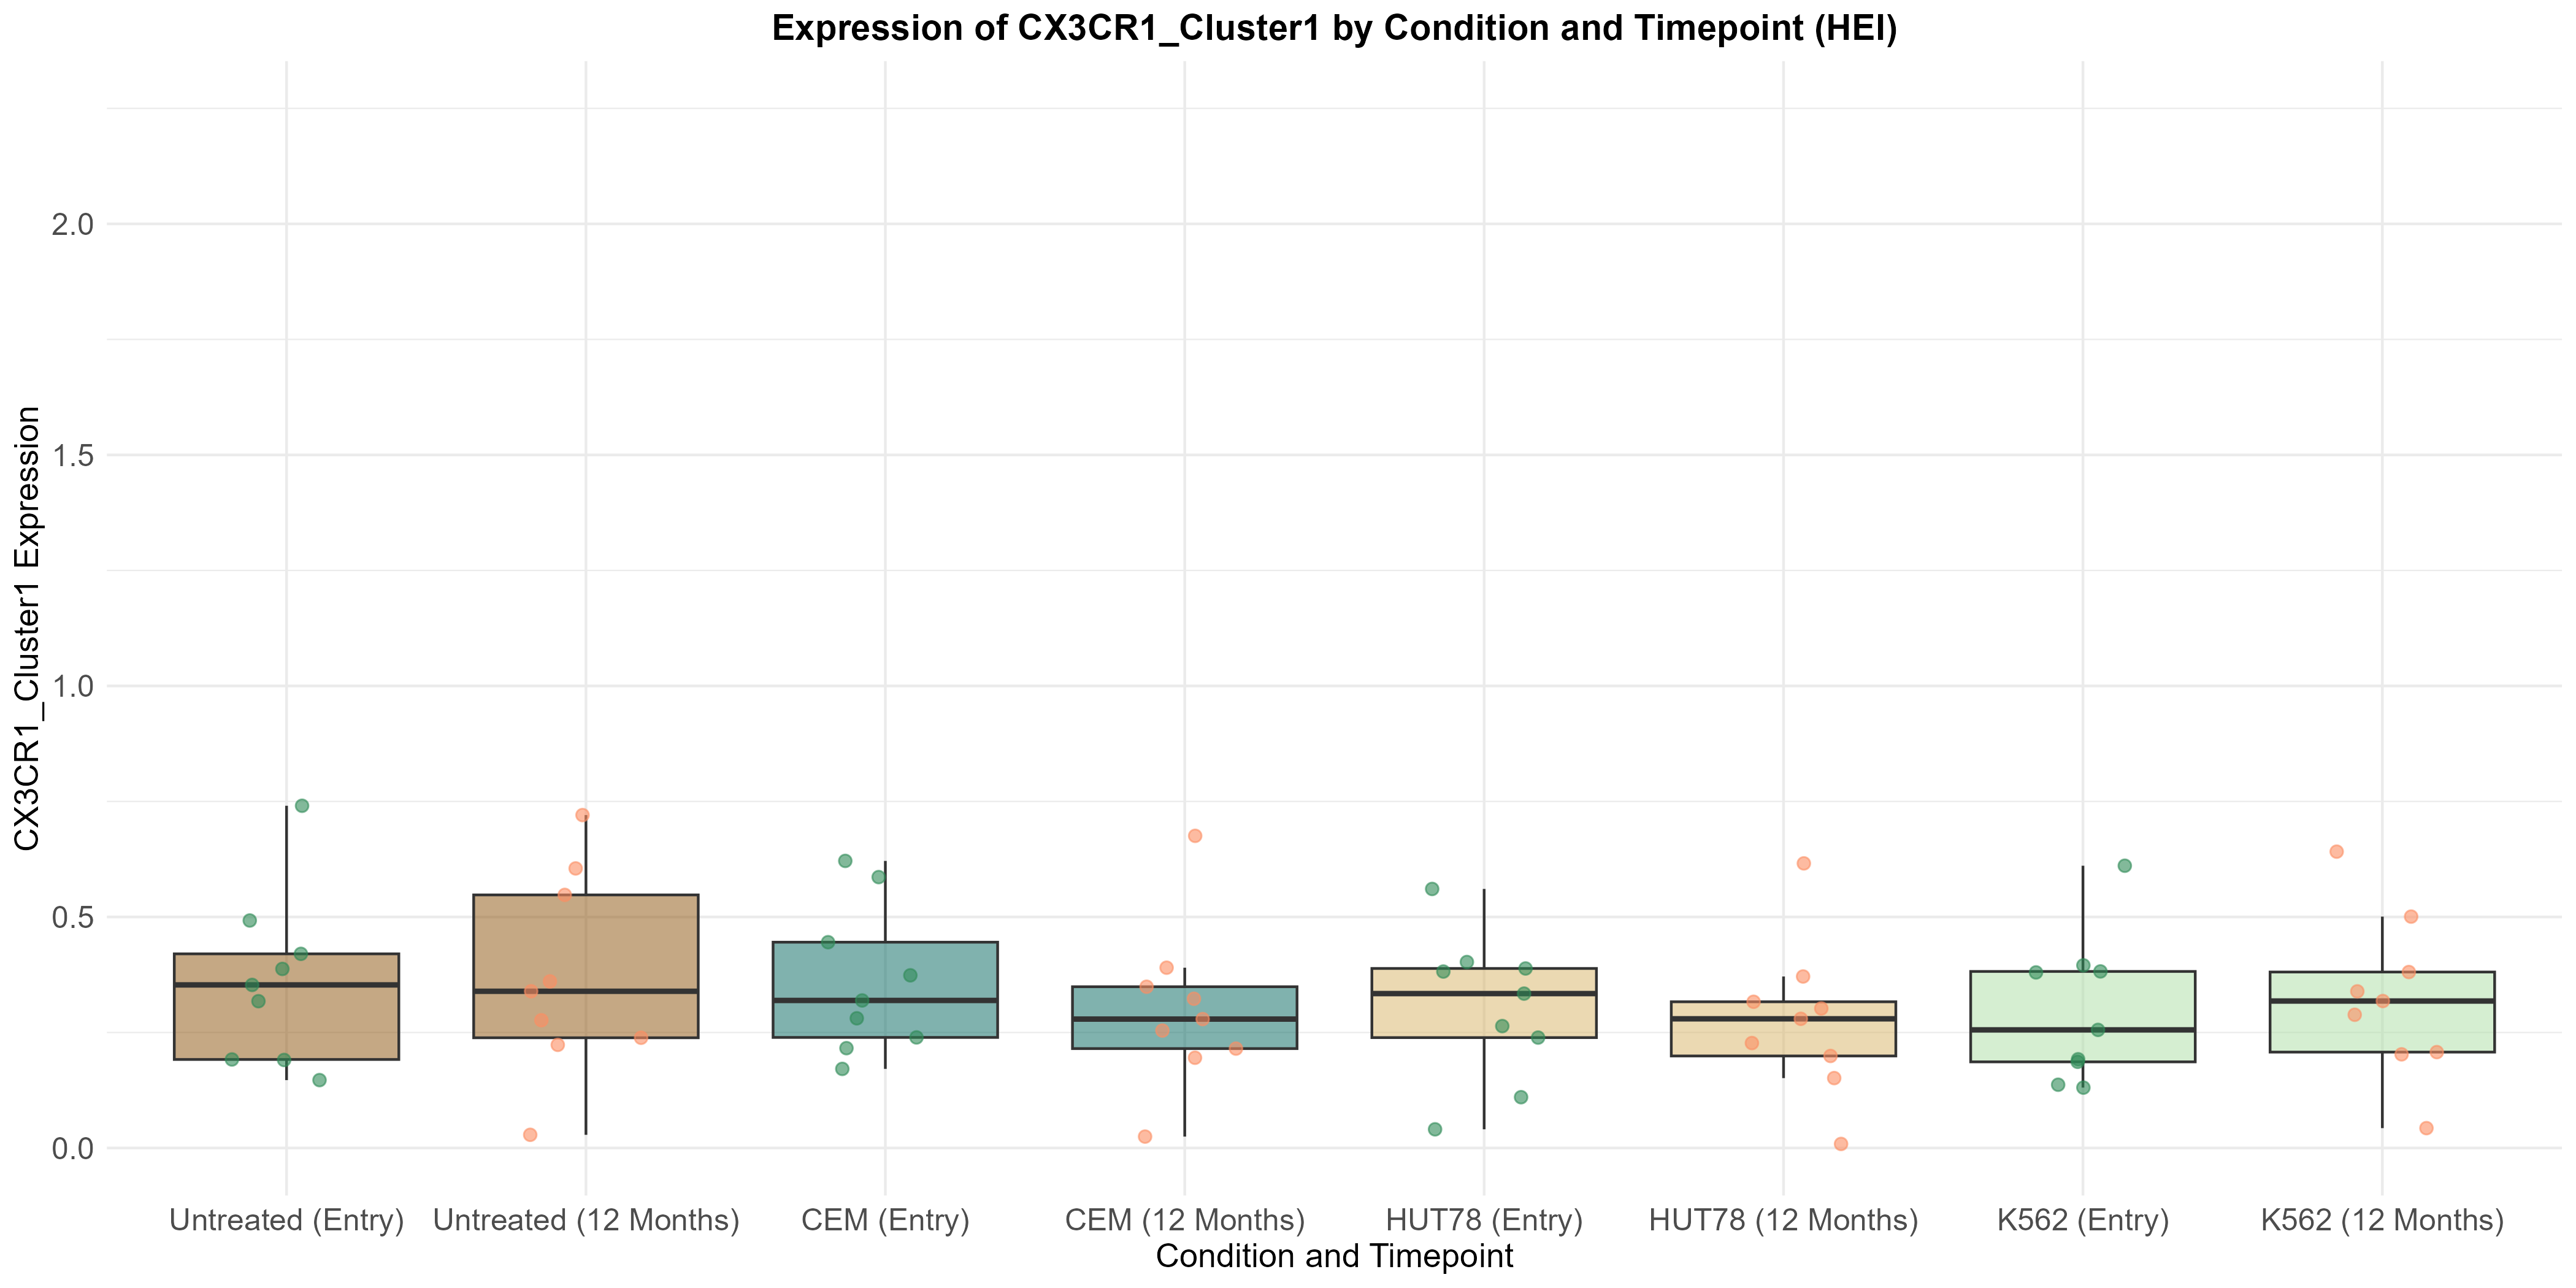 Expression of CX3CR1_Cluster1 by Condition and Timepoint (HEI)
CX3CR1_Cluster1 Expression
2.0
1.5
1.0
0.5
0.0
Untreated (Entry)
Untreated (12 Months)
CEM (Entry)
CEM (12 Months)
HUT78 (Entry)
HUT78 (12 Months)
K562 (Entry)
K562 (12 Months)
Condition and Timepoint